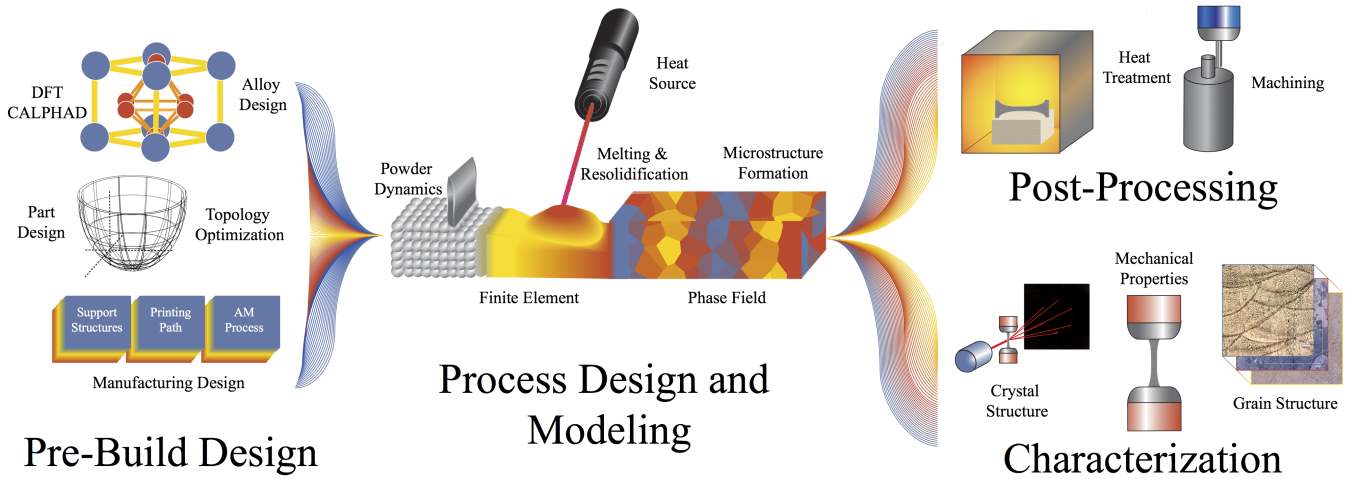 DFT
CALPHAD
Alloy
Design
Part
Design
Topology
Optimization
Support
Structures
Printing
Path
AM
Process
Manufacturing Design
Pre-Build Design
Heat
Source
Powder
Dynamics
Melting &
Resolidification
Microstructure
Formation
Finite Element
Phase Field
Process Design and
Modeling
Heat
Treatment
Machining
Post-Processing
Mechanical
Properties
Crystal
Structure
Grain Structure
Characterization